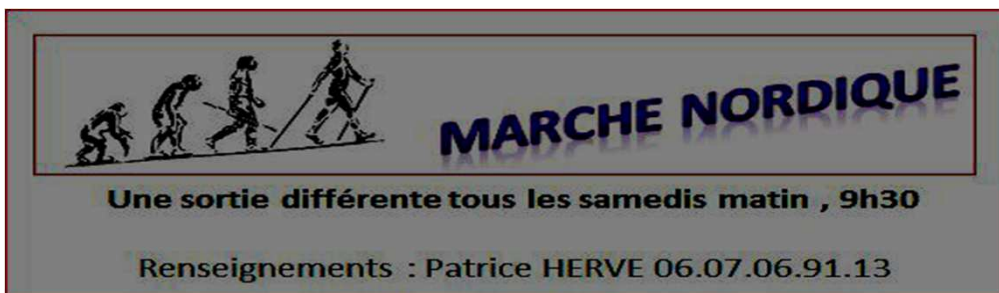 MARCHE NORDIQUE
Une sortie différente tous les samedis matin , 9h30
Renseignements : Patrice HERVE 06.07.06.91.13